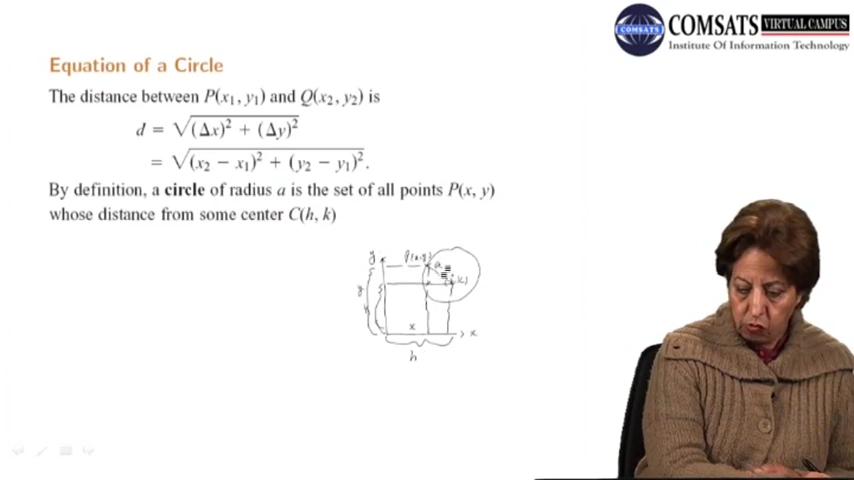 COMSATS VIRTUAL CAMPUS
COMSATS
Institute Of Information Technology
Equation of a Circle
The distance between P(x₁, y₁) and Q(x₂, y₂) is
d = √(Δx)² + (Δy)²
= √(x₂ − x₁)² + (y₂ − y₁)².
By definition, a circle of radius a is the set of all points P(x, y)
whose distance from some center C(h, k)
y P(x,y) a
y k
x x
h